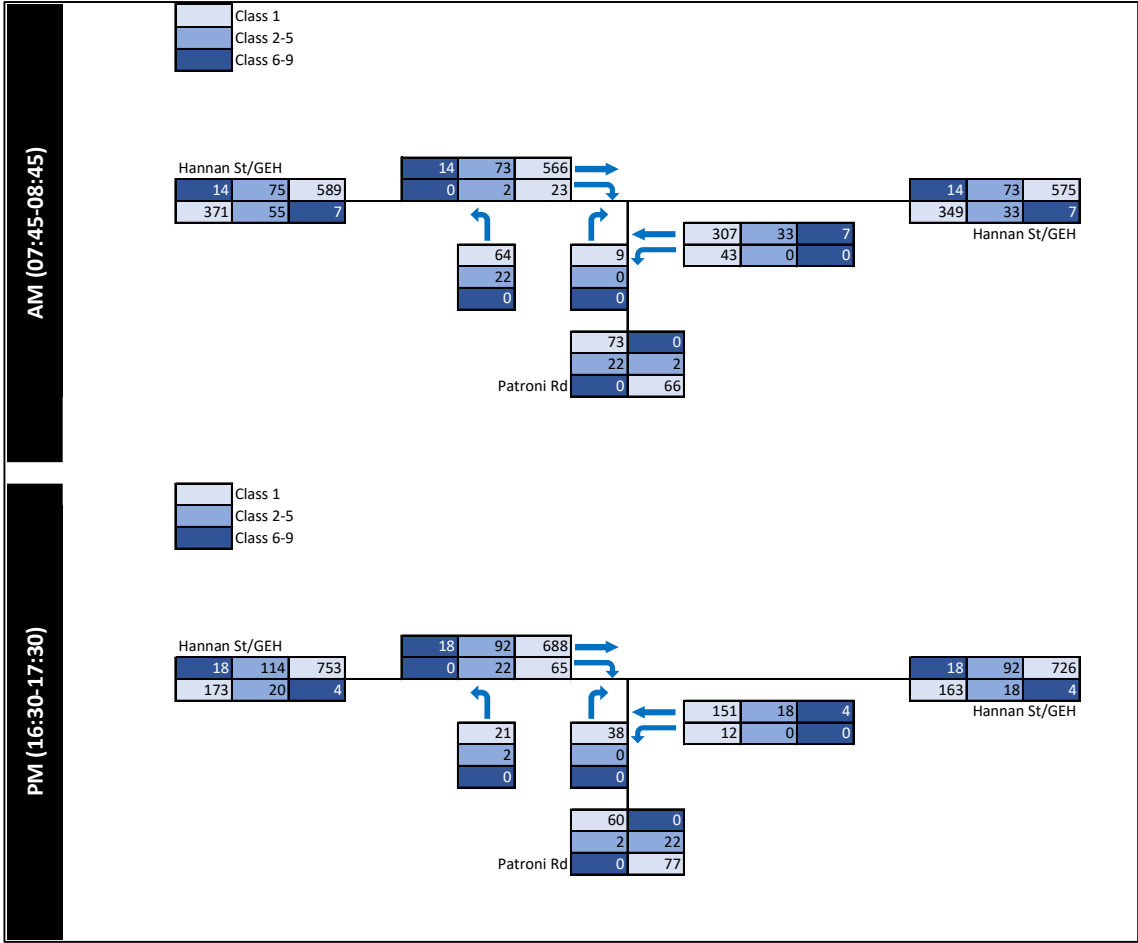 AM (07:45-08:45)
Class 1
Class 2-5
Class 6-9
Hannan St/GEH
14 75 589
371 55 7
14 73 566
0 2 23
14 73 575
349 33 7
Hannan St/GEH
64
22
0
9
0
0
307 33 7
43 0 0
73 0
22 2
0 66
Patroni Rd
PM (16:30-17:30)
Class 1
Class 2-5
Class 6-9
Hannan St/GEH
18 114 753
173 20 4
18 92 688
0 22 65
18 92 726
163 18 4
Hannan St/GEH
21
2
0
38
0
0
151 18 4
12 0 0
60 0
2 22
0 77
Patroni Rd